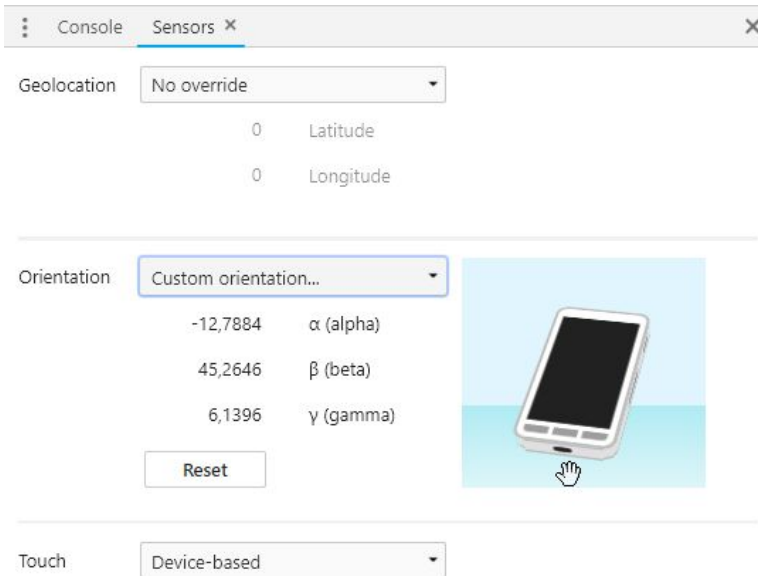 Console Sensors ×
Geolocation No override
0 Latitude
0 Longitude
Orientation Custom orientation...
-12,7884 α (alpha)
45,2646 β (beta)
6,1396 γ (gamma)
Reset
Touch Device-based